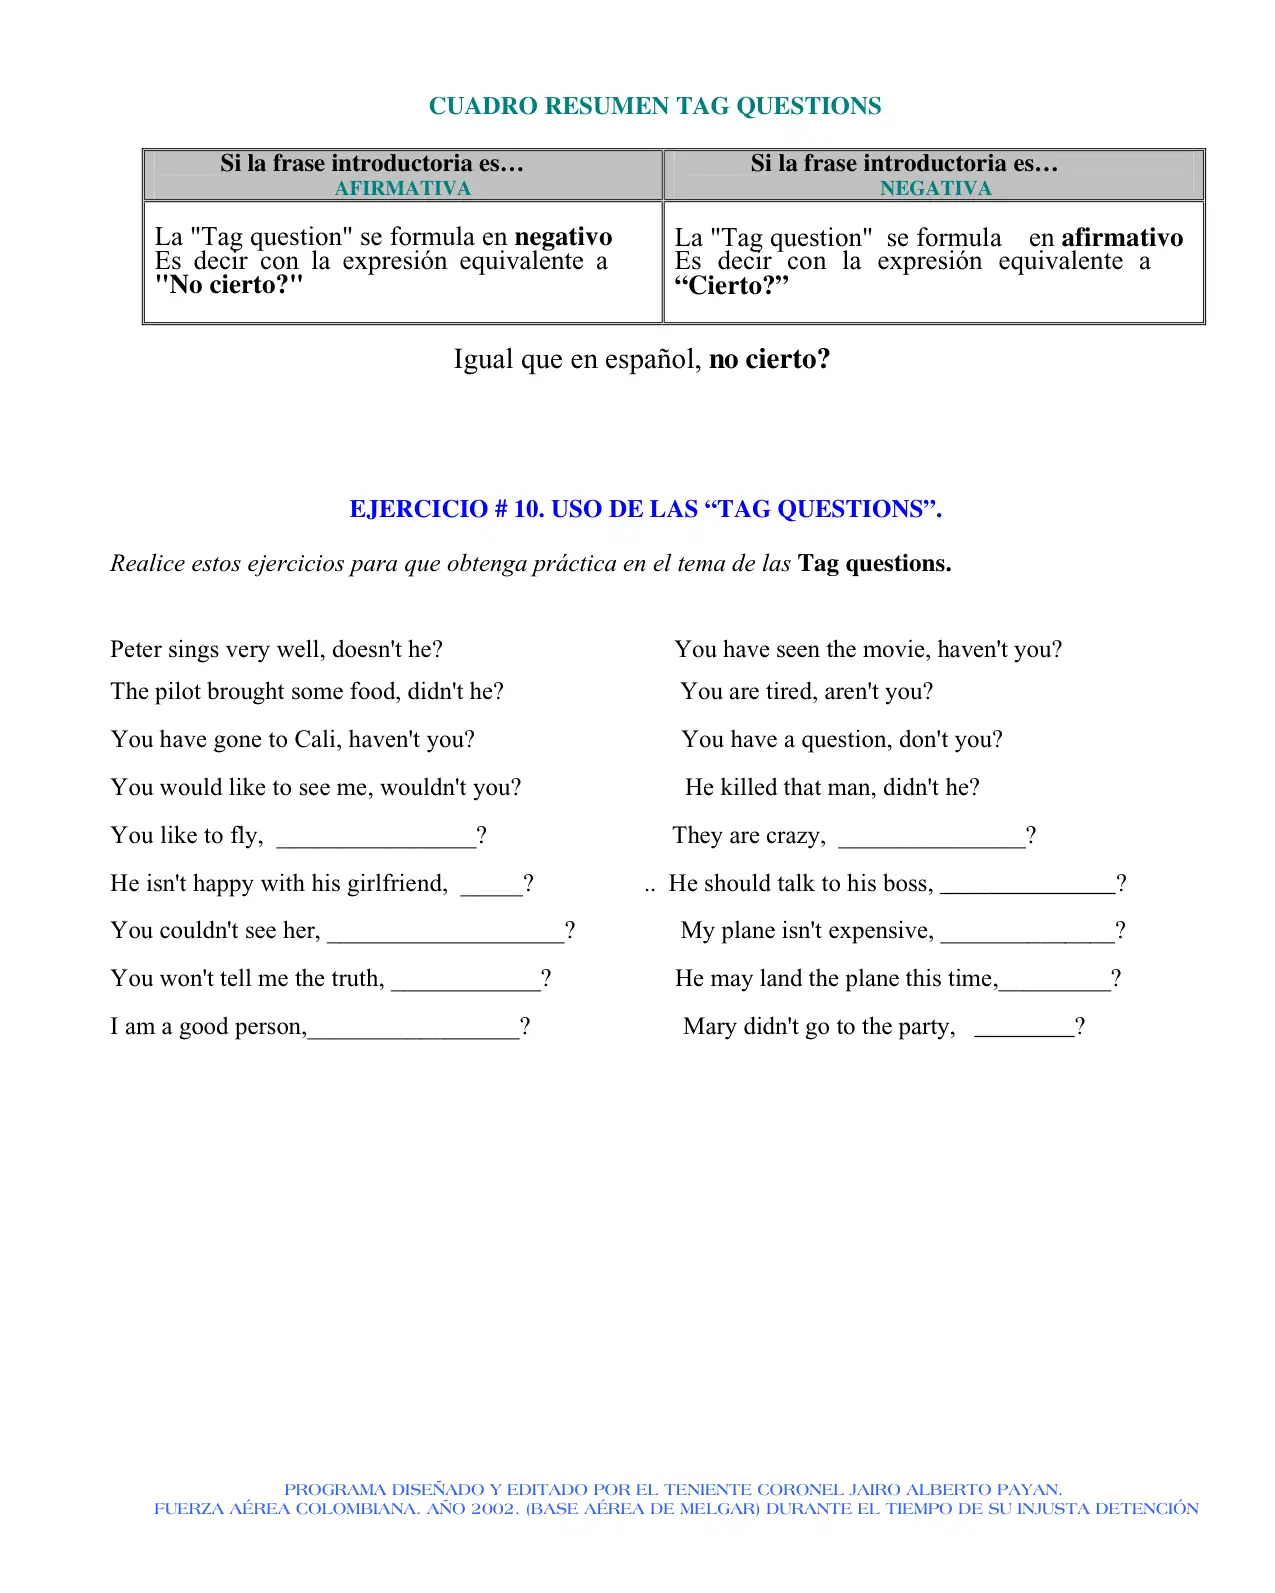 CUADRO RESUMEN TAG QUESTIONS
Si la frase introductoria es…
AFIRMATIVA
Si la frase introductoria es…
NEGATIVA
La "Tag question" se formula en negativo
Es decir con la expresión equivalente a
"No cierto?"
La "Tag question" se formula en afirmativo
Es decir con la expresión equivalente a
“Cierto?”
Igual que en español, no cierto?
EJERCICIO # 10. USO DE LAS “TAG QUESTIONS”.
Realice estos ejercicios para que obtenga práctica en el tema de las Tag questions.
Peter sings very well, doesn't he? You have seen the movie, haven't you?
The pilot brought some food, didn't he? You are tired, aren't you?
You have gone to Cali, haven't you? You have a question, don't you?
You would like to see me, wouldn't you? He killed that man, didn't he?
You like to fly, ________________? They are crazy, _______________?
He isn't happy with his girlfriend, _____? .. He should talk to his boss, ______________?
You couldn't see her, ___________________? My plane isn't expensive, ______________?
You won't tell me the truth, ____________? He may land the plane this time,_________?
I am a good person,_________________? Mary didn't go to the party, ________?
PROGRAMA DISEÑADO Y EDITADO POR EL TENIENTE CORONEL JAIRO ALBERTO PAYAN.
FUERZA AÉREA COLOMBIANA. AÑO 2002. (BASE AÉREA DE MELGAR) DURANTE EL TIEMPO DE SU INJUSTA DETENCIÓN